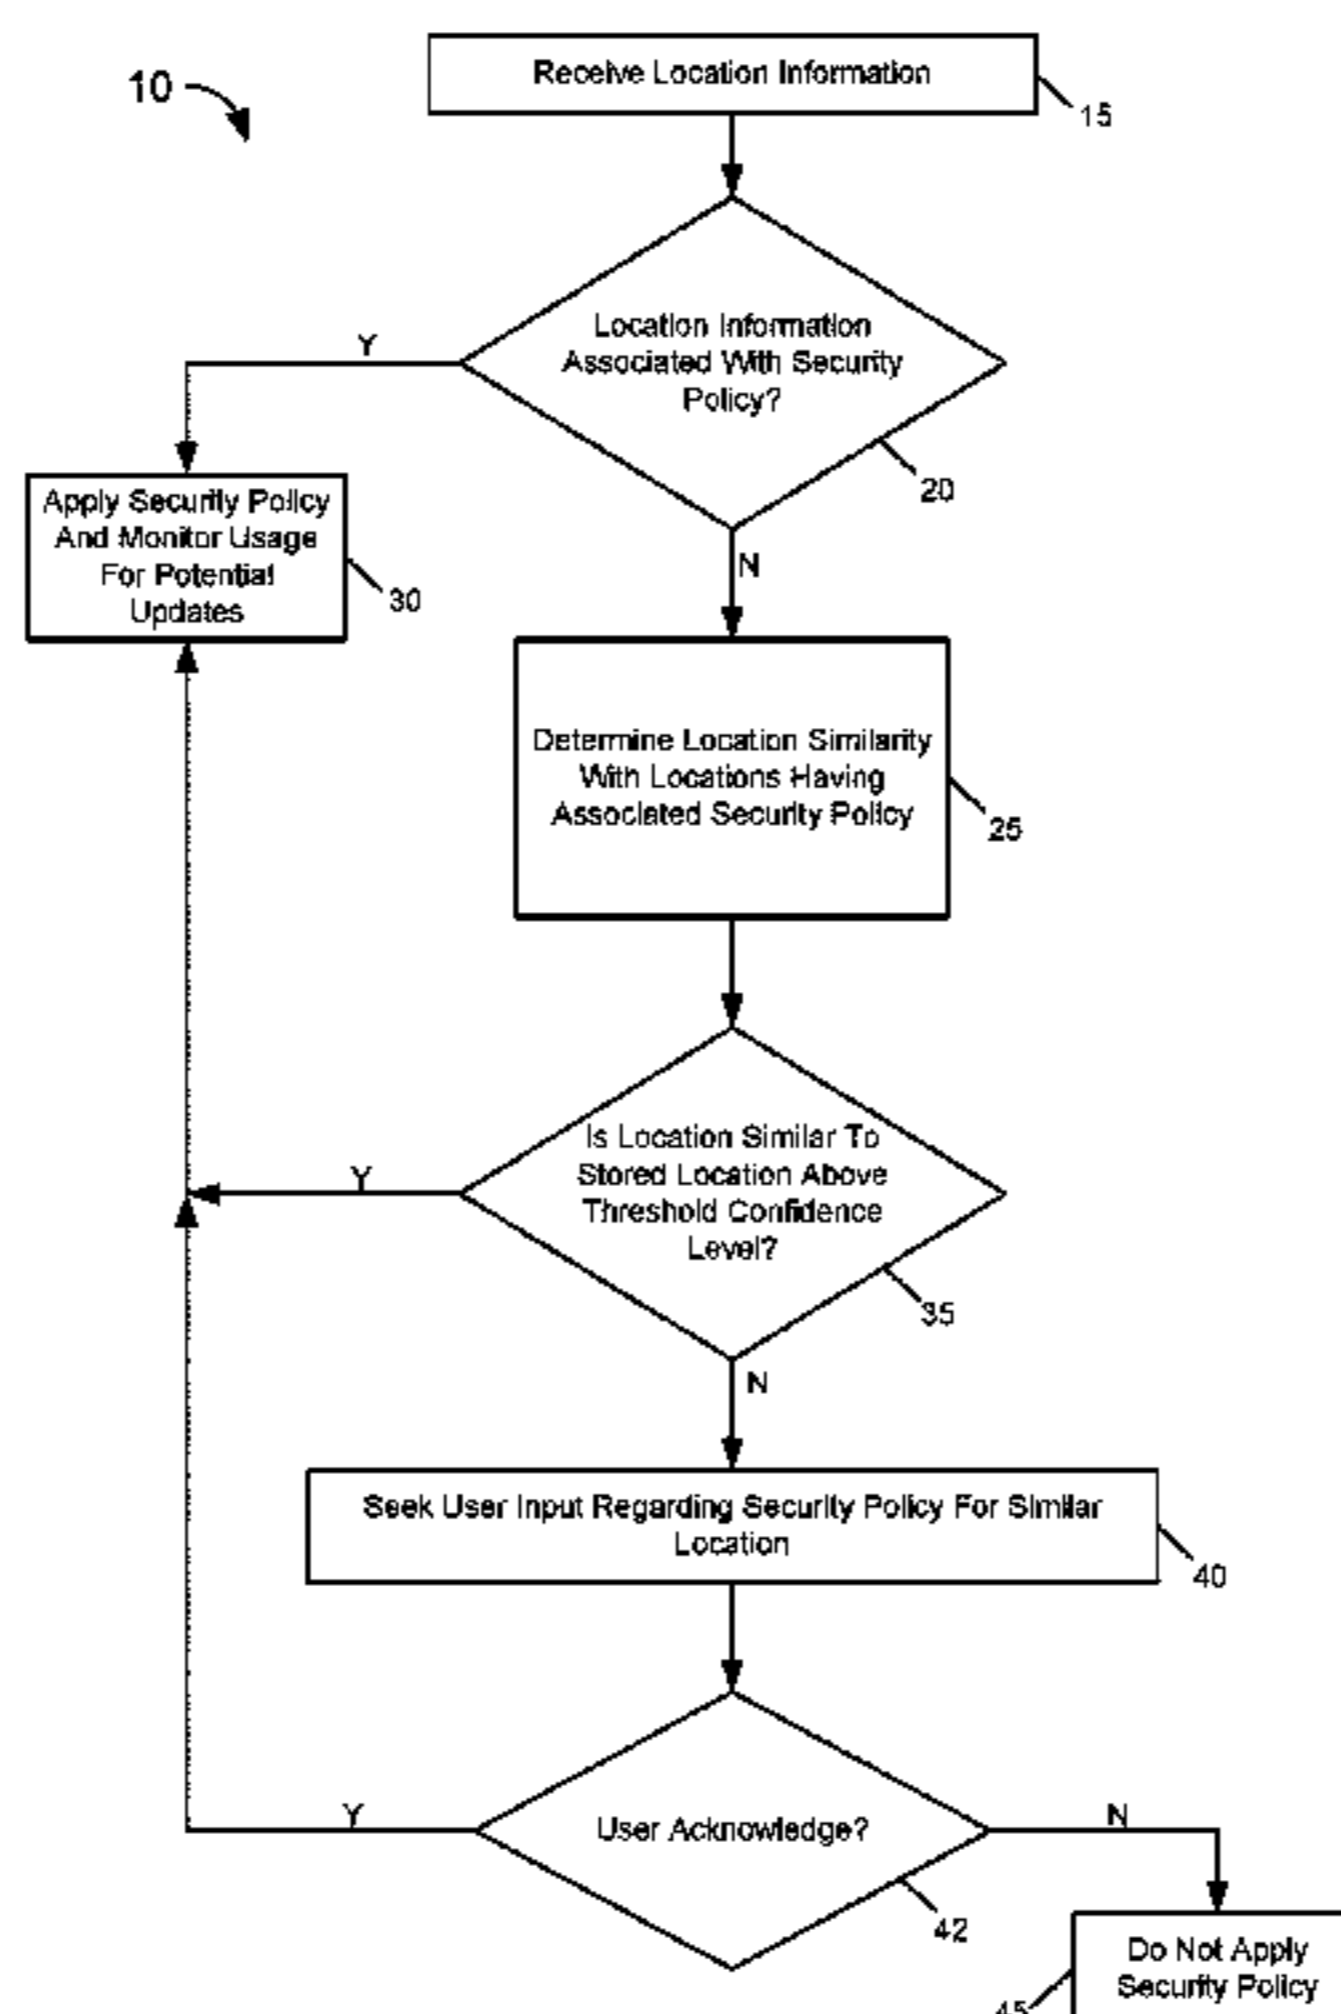 10
Receive Location Information
15
Location Information
Associated With Security
Policy?
20
Y
N
Apply Security Policy
And Monitor Usage
For Potential
Updates
30
Determine Location Similarity
With Locations Having
Associated Security Policy
25
Is Location Similar To
Stored Location Above
Threshold Confidence
Level?
35
Y
N
Seek User Input Regarding Security Policy For Similar
Location
40
User Acknowledge?
42
Y
N
Do Not Apply
Security Policy
45